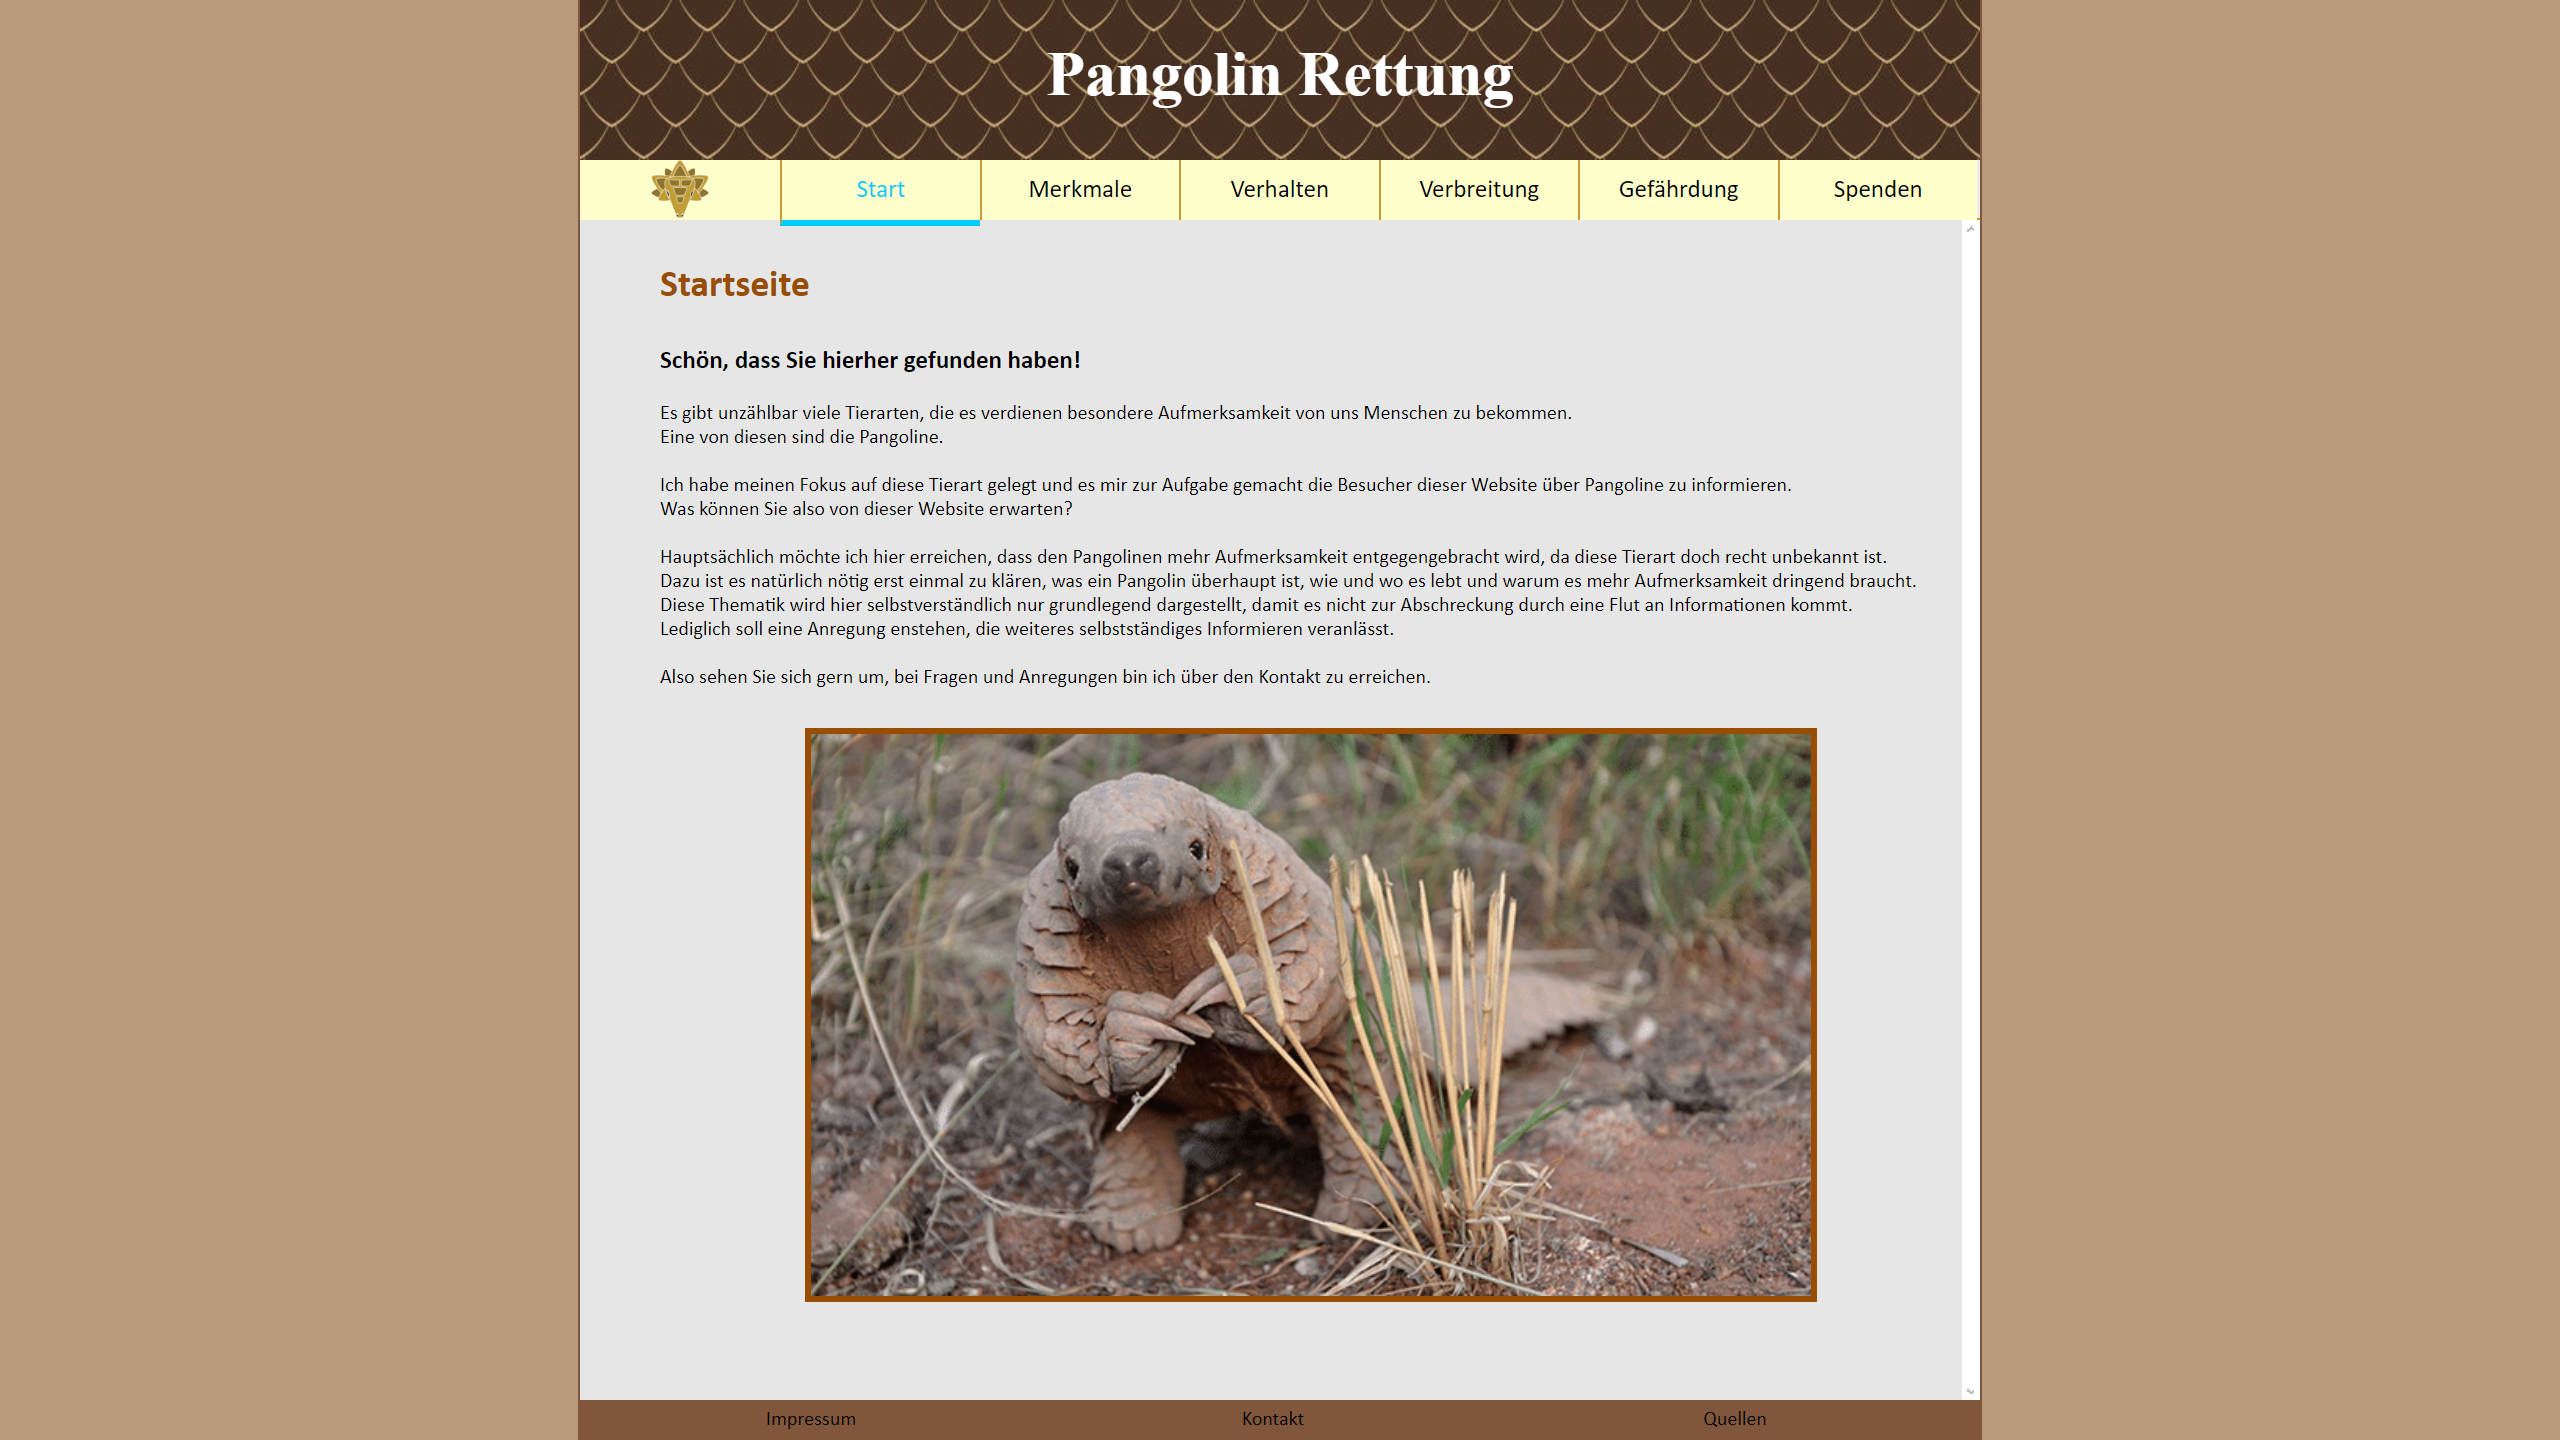 Pangolin Rettung
Start Merkmale Verhalten Verbreitung Gefährdung Spenden
Startseite
Schön, dass Sie hierher gefunden haben!
Es gibt unzählbar viele Tierarten, die es verdienen besondere Aufmerksamkeit von uns Menschen zu bekommen.
Eine von diesen sind die Pangoline.
Ich habe meinen Fokus auf diese Tierart gelegt und es mir zur Aufgabe gemacht die Besucher dieser Website über Pangoline zu informieren.
Was können Sie also von dieser Website erwarten?
Hauptsächlich möchte ich hier erreichen, dass den Pangolinen mehr Aufmerksamkeit entgegengebracht wird, da diese Tierart doch recht unbekannt ist.
Dazu ist es natürlich nötig erst einmal zu klären, was ein Pangolin überhaupt ist, wie und wo es lebt und warum es mehr Aufmerksamkeit dringend braucht.
Diese Thematik wird hier selbstverständlich nur grundlegend dargestellt, damit es nicht zur Abschreckung durch eine Flut an Informationen kommt.
Lediglich soll eine Anregung enstehen, die weiteres selbstständiges Informieren veranlässt.
Also sehen Sie sich gern um, bei Fragen und Anregungen bin ich über den Kontakt zu erreichen.
Impressum Kontakt Quellen